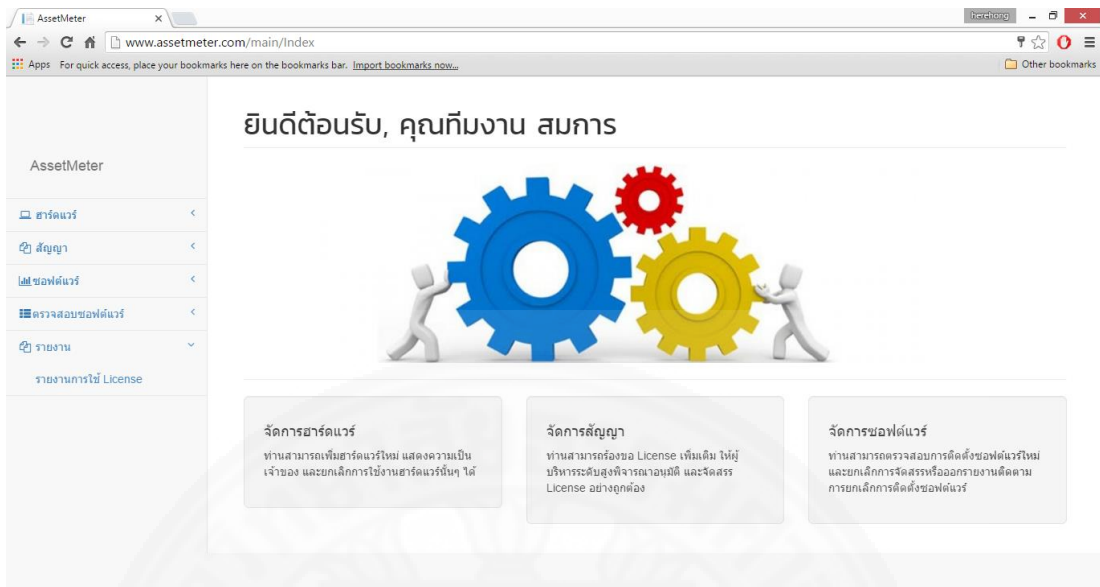 AssetMeter
herehong
www.assetmeter.com/main/Index
Apps For quick access, place your bookmarks here on the bookmarks bar. Import bookmarks now...
Other bookmarks
AssetMeter
ฮาร์ดแวร์
สัญญา
ซอฟต์แวร์
ตรวจสอบซอฟต์แวร์
รายงาน
รายงานการใช้ License
ยินดีต้อนรับ, คุณทีมงาน สมการ
จัดการฮาร์ดแวร์
ท่านสามารถเพิ่มฮาร์ดแวร์ใหม่ แสดงความเป็น
เจ้าของ และยกเลิกการใช้งานฮาร์ดแวร์นั้นๆ ได้
จัดการสัญญา
ท่านสามารถร้องขอ License เพิ่มเติม ให้ผู้
บริหารระดับสูงพิจารณาอนุมัติ และจัดสรร
License อย่างถูกต้อง
จัดการซอฟต์แวร์
ท่านสามารถตรวจสอบการติดตั้งซอฟต์แวร์ใหม่
และยกเลิกการจัดสรรหรือออกรายงานติดตาม
การยกเลิกการติดตั้งซอฟต์แวร์